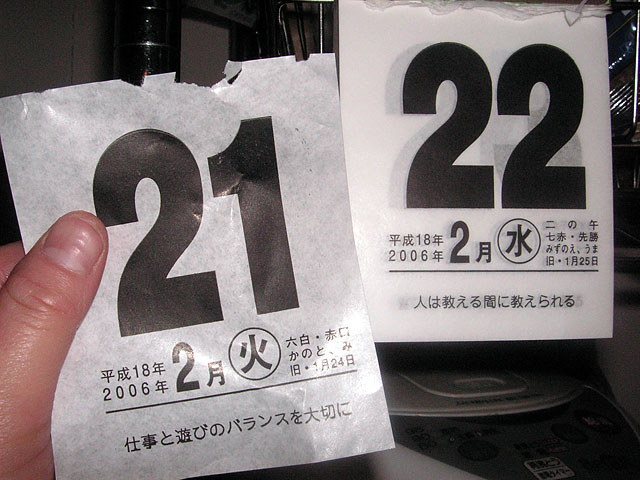 21
平成18年
2006年
2月
火
六白・赤口
かのと、み
旧・1月24日
仕事と遊びのバランスを大切に
22
平成18年
2006年
2月
水
二の午
七赤・先勝
みずのえ、うま
旧・1月25日
人は教える間に教えられる